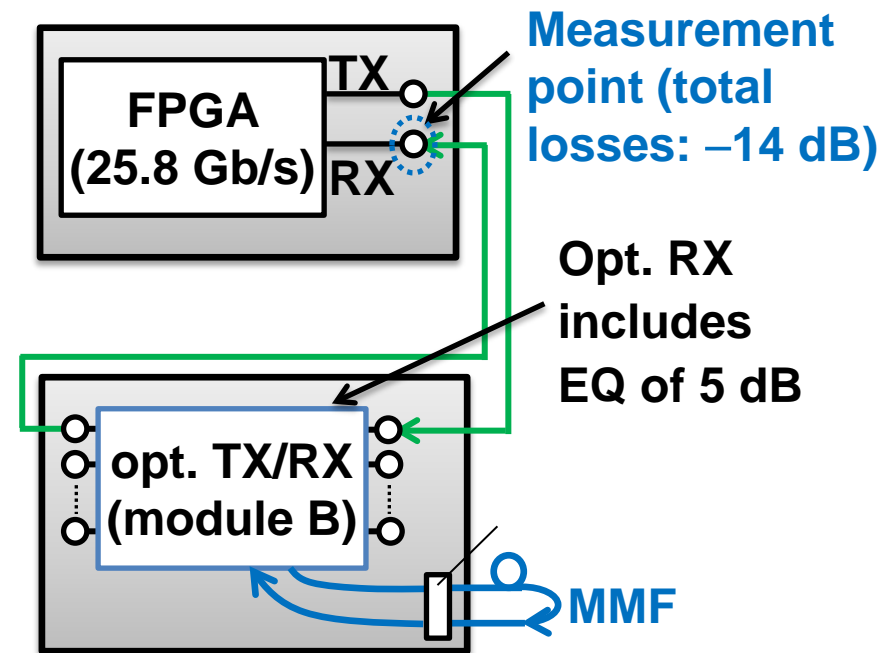 Measurement
point (total
losses: –14 dB)
TX
FPGA
(25.8 Gb/s)
RX
Opt. RX
includes
EQ of 5 dB
opt. TX/RX
(module B)
MMF